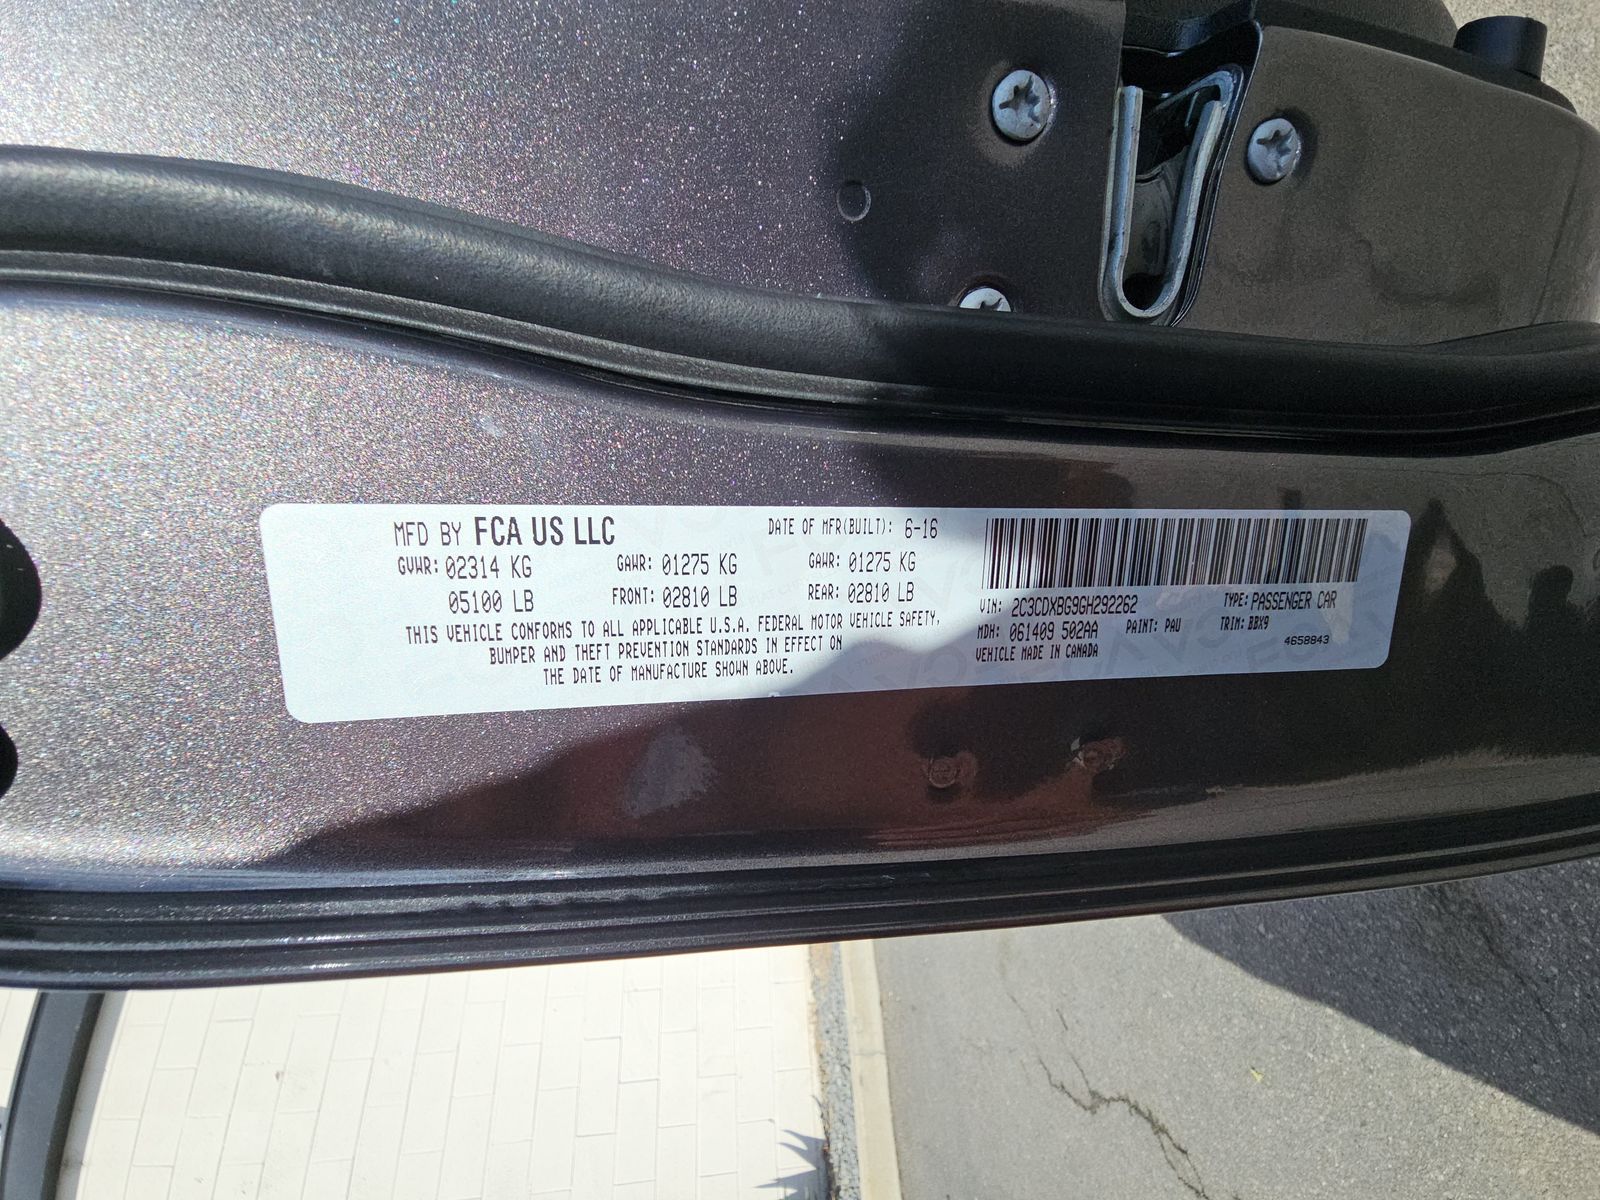 MFD BY FCA US LLC
DATE OF MFR(BUILT): 6-16
GVWR: 02314 KG
GAWR: 01275 KG
GAWR: 01275 KG
05100 LB
FRONT: 02810 LB
REAR: 02810 LB
THIS VEHICLE CONFORMS TO ALL APPLICABLE U.S.A. FEDERAL MOTOR VEHICLE SAFETY,
BUMPER AND THEFT PREVENTION STANDARDS IN EFFECT ON
THE DATE OF MANUFACTURE SHOWN ABOVE.
VIN: 2C3CDXBG9GH292262 TYPE: PASSENGER CAR
MDH: 061409 502AA PAINT: PAU TRIM: BBX9
VEHICLE MADE IN CANADA 4658843